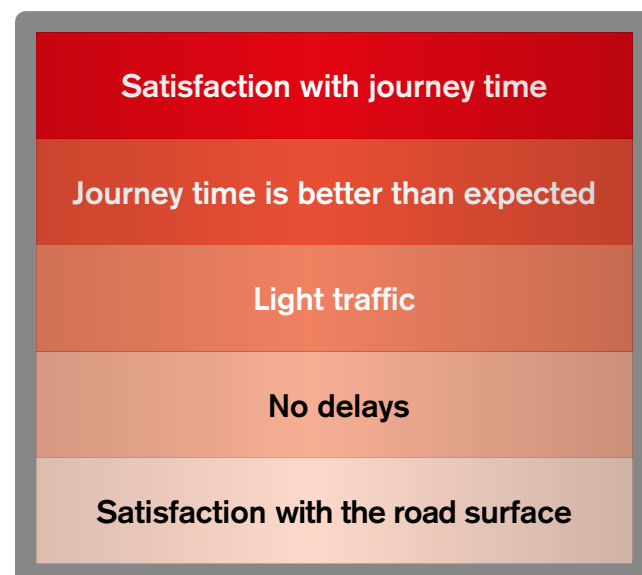 Satisfaction with journey time
Journey time is better than expected
Light traffic
No delays
Satisfaction with the road surface